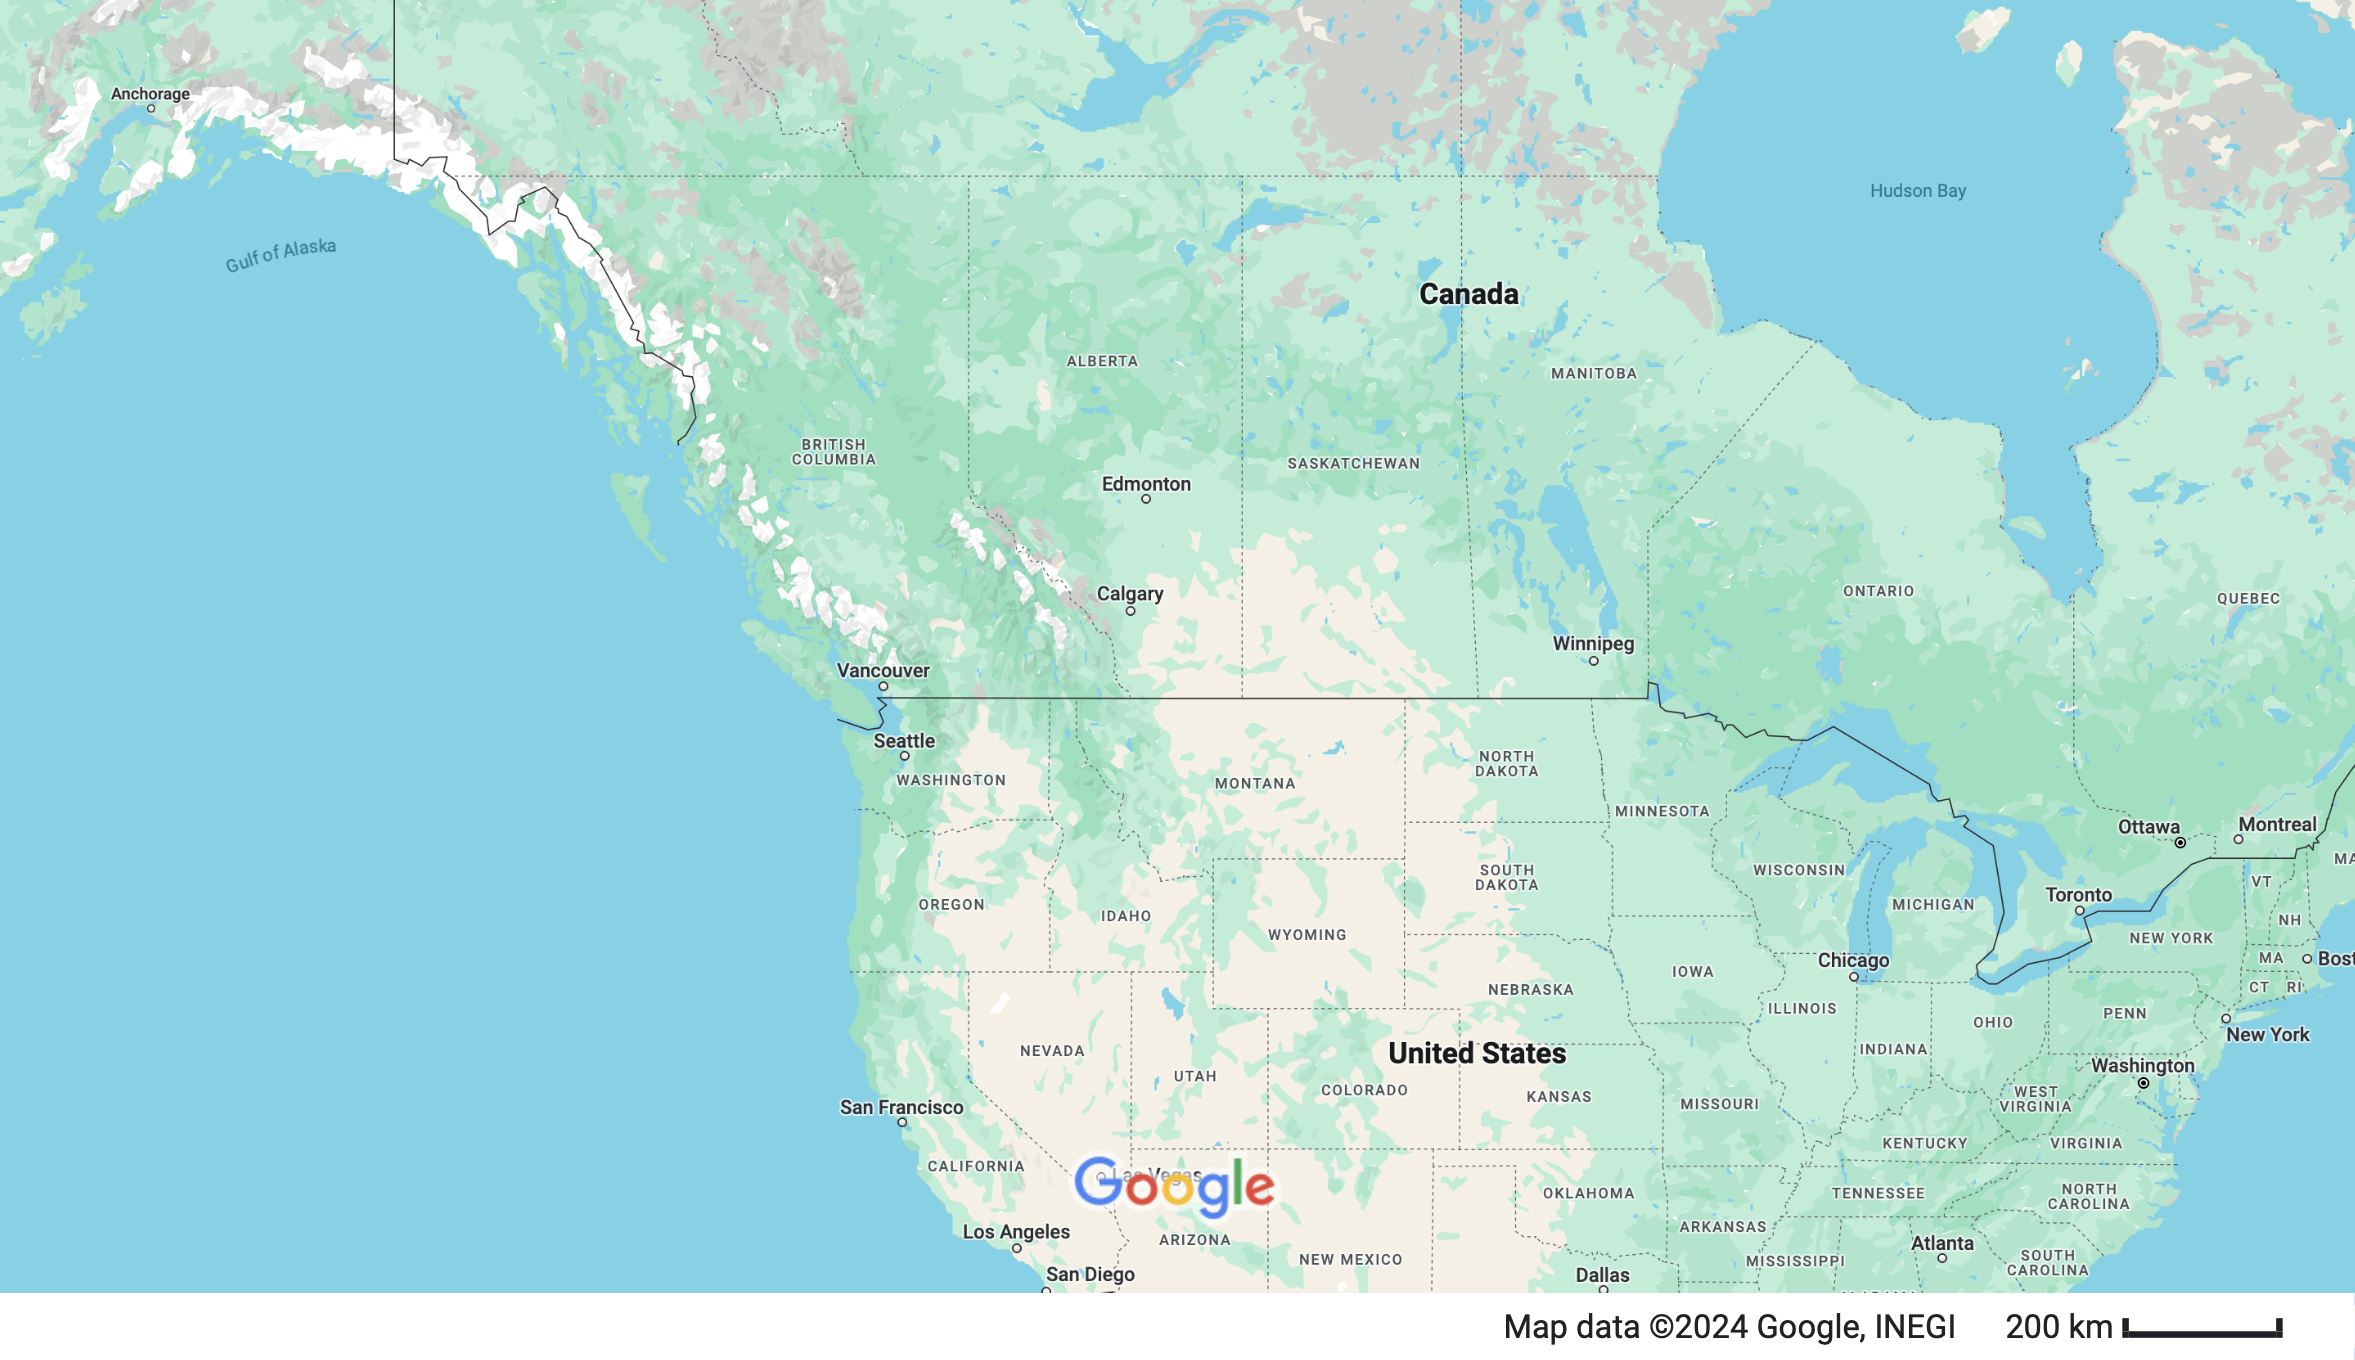 Anchorage
Hudson Bay
Gulf of Alaska
Canada
ALBERTA
MANITOBA
BRITISH
COLUMBIA
SASKATCHEWAN
Edmonton
Calgary
ONTARIO
QUEBEC
Winnipeg
Vancouver
Seattle
WASHINGTON
MONTANA
NORTH
DAKOTA
MINNESOTA
Ottawa
Montreal
MA
WISCONSIN
SOUTH
DAKOTA
VT
Toronto
OREGON
IDAHO
MICHIGAN
NH
WYOMING
NEW YORK
Chicago
MA
Bost
IOWA
NEBRASKA
CT
RI
ILLINOIS
PENN
OHIO
New York
NEVADA
United States
INDIANA
Washington
UTAH
COLORADO
KANSAS
MISSOURI
WEST
VIRGINIA
San Francisco
KENTUCKY
VIRGINIA
CALIFORNIA
Las Vegas
Google
OKLAHOMA
TENNESSEE
NORTH
CAROLINA
Los Angeles
ARIZONA
ARKANSAS
NEW MEXICO
MISSISSIPPI
Atlanta
SOUTH
CAROLINA
San Diego
Dallas
Map data ©2024 Google, INEGI
200 km